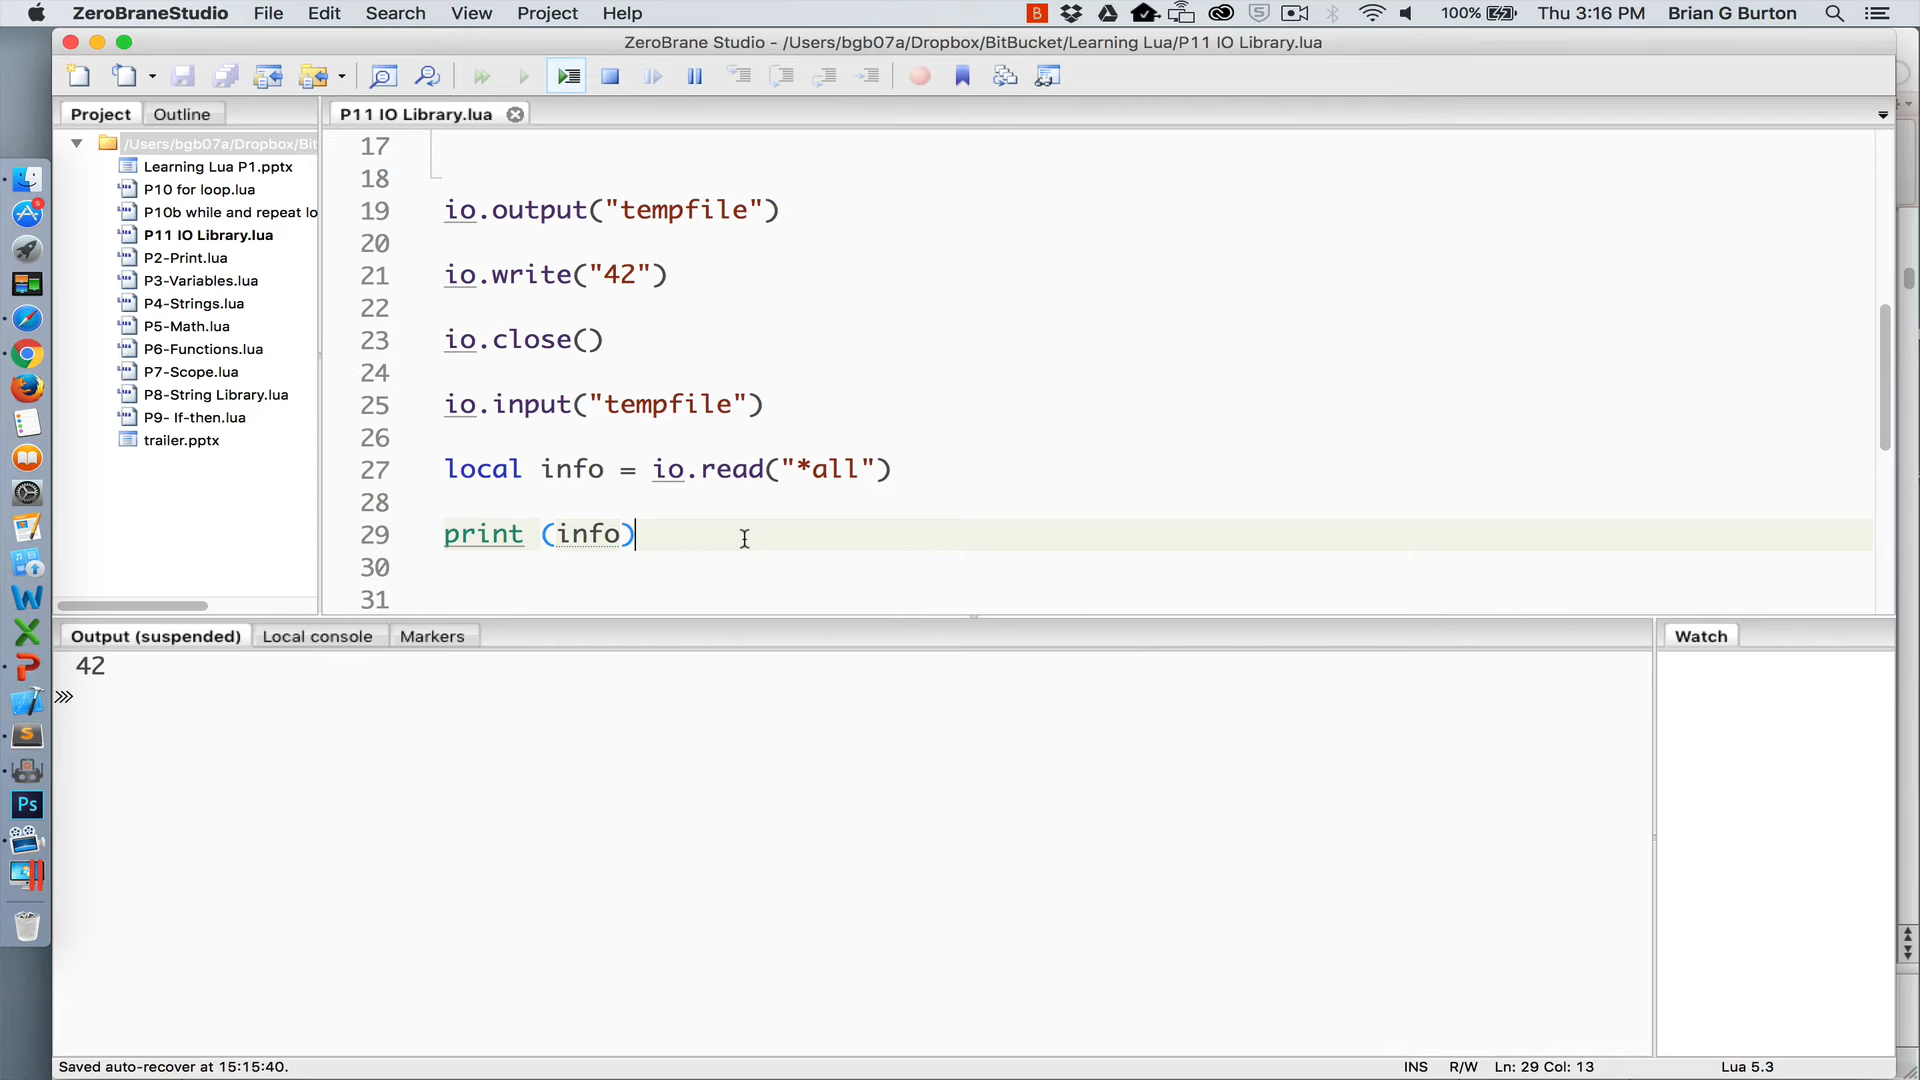 ZeroBraneStudio File Edit Search View Project Help 100% Thu 3:16 PM Brian G Burton
ZeroBrane Studio - /Users/bgb07a/Dropbox/BitBucket/Learning Lua/P11 IO Library.lua
Project Outline
P11 IO Library.lua
/Users/bgb07a/Dropbox/Bit
Learning Lua P1.pptx
P10 for loop.lua
P10b while and repeat lo
P11 IO Library.lua
P2-Print.lua
P3-Variables.lua
P4-Strings.lua
P5-Math.lua
P6-Functions.lua
P7-Scope.lua
P8-String Library.lua
P9- If-then.lua
trailer.pptx
17
18
19 io.output("tempfile")
20
21 io.write("42")
22
23 io.close()
24
25 io.input("tempfile")
26
27 local info = io.read("*all")
28
29 print (info)
30
31
Output (suspended) Local console Markers
Watch
42
Ps
Saved auto-recover at 15:15:40.
INS R/W Ln: 29 Col: 13 Lua 5.3